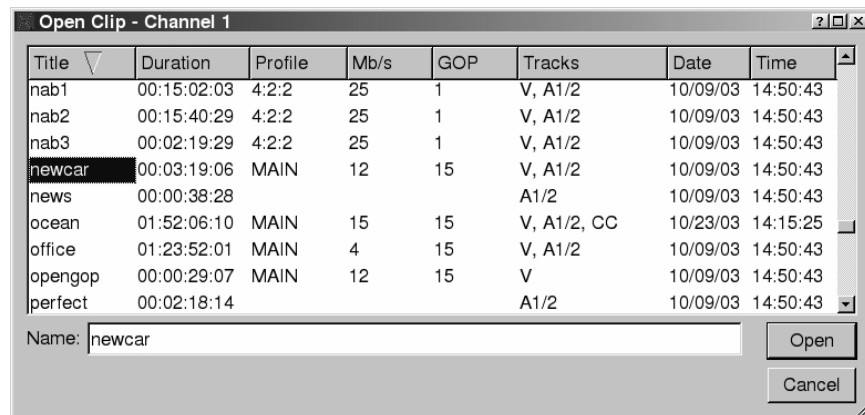 Open Clip - Channel 1
Title Duration Profile Mb/s GOP Tracks Date Time
nab1 00:15:02:03 4:2:2 25 1 V, A1/2 10/09/03 14:50:43
nab2 00:15:40:29 4:2:2 25 1 V, A1/2 10/09/03 14:50:43
nab3 00:02:19:29 4:2:2 25 1 V, A1/2 10/09/03 14:50:43
newcar 00:03:19:06 MAIN 12 15 V, A1/2 10/09/03 14:50:43
news 00:00:38:28 A1/2 10/09/03 14:50:43
ocean 01:52:06:10 MAIN 15 15 V, A1/2, CC 10/23/03 14:15:25
office 01:23:52:01 MAIN 4 15 V, A1/2 10/09/03 14:50:43
opengop 00:00:29:07 MAIN 12 15 V 10/09/03 14:50:43
perfect 00:02:18:14 A1/2 10/09/03 14:50:43
Name: newcar
Open
Cancel